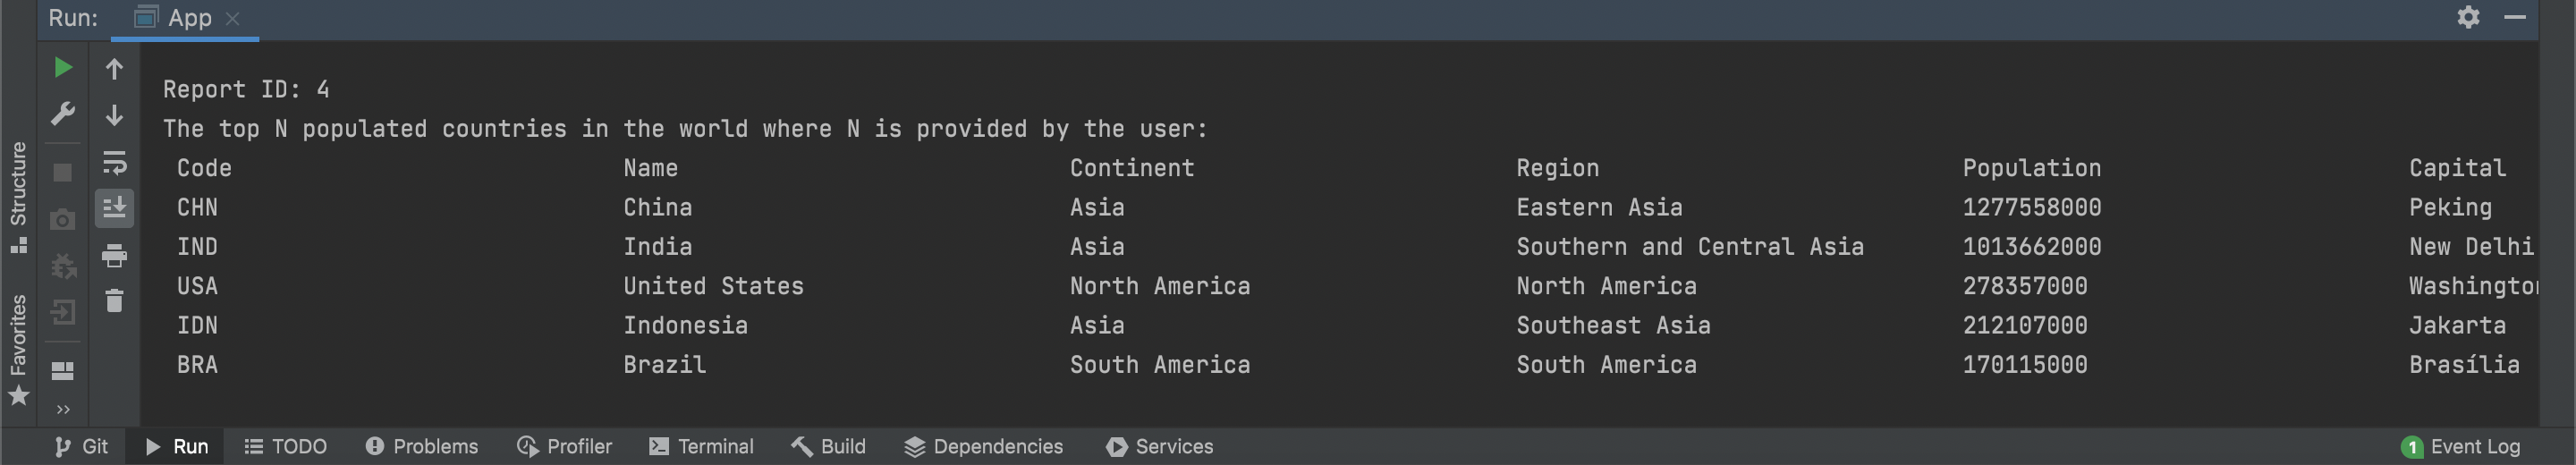 Run: App
Structure
Favorites
Report ID: 4
The top N populated countries in the world where N is provided by the user:
Code Name Continent Region Population Capital
CHN China Asia Eastern Asia 1277558000 Peking
IND India Asia Southern and Central Asia 1013662000 New Delhi
USA United States North America North America 278357000 Washington
IDN Indonesia Asia Southeast Asia 212107000 Jakarta
BRA Brazil South America South America 170115000 Brasília
Git Run TODO Problems Profiler Terminal Build Dependencies Services 1 Event Log